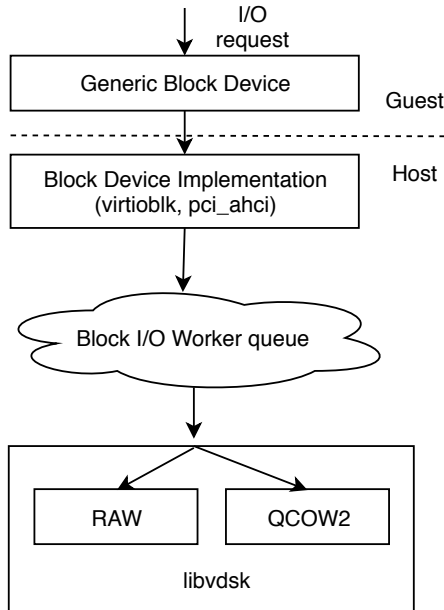 I/O
request
Generic Block Device
Guest
Block Device Implementation
(virtioblk, pci_ahci)
Host
Block I/O Worker queue
RAW
QCOW2
libvdsk